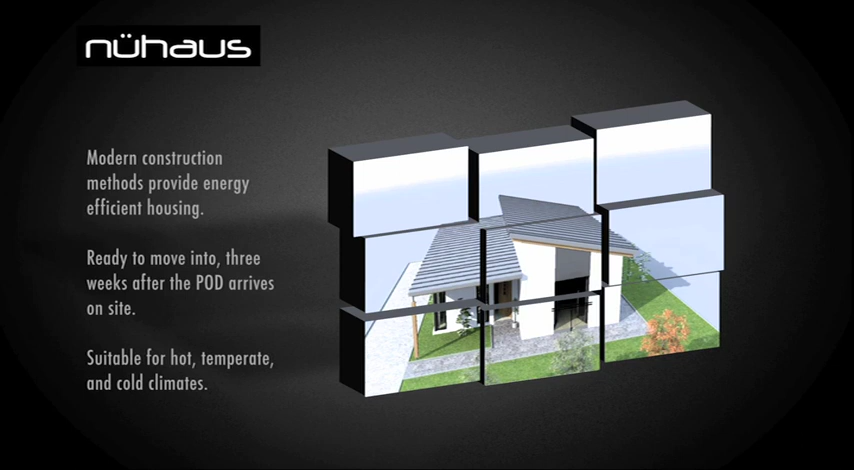 nühaus
Modern construction
methods provide energy
efficient housing.
Ready to move into, three
weeks after the POD arrives
on site.
Suitable for hot, temperate,
and cold climates.